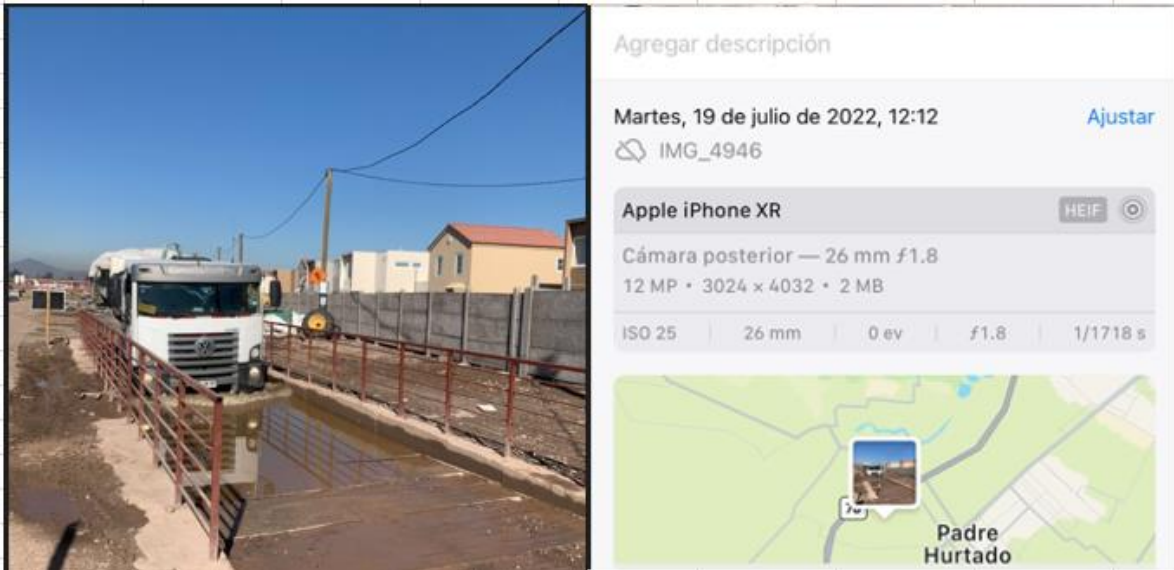 Agregar descripción
Martes, 19 de julio de 2022, 12:12
Ajustar
IMG_4946
Apple iPhone XR
HEIF
Cámara posterior — 26 mm ƒ1.8
12 MP • 3024 × 4032 • 2 MB
ISO 25
26 mm
0 ev
ƒ1.8
1/1718 s
Padre
Hurtado